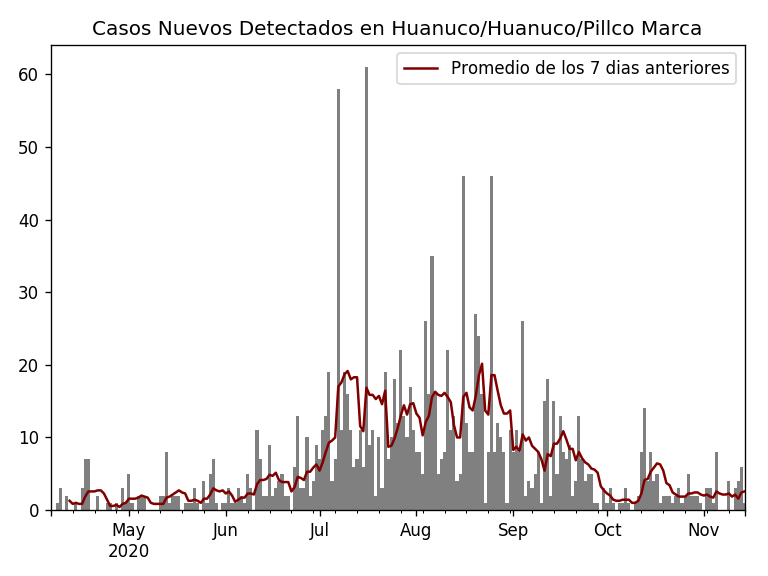 Casos Nuevos Detectados en Huanuco/Huanuco/Pillco Marca
Promedio de los 7 dias anteriores
60
50
40
30
20
10
0
May Jun Jul Aug Sep Oct Nov
2020